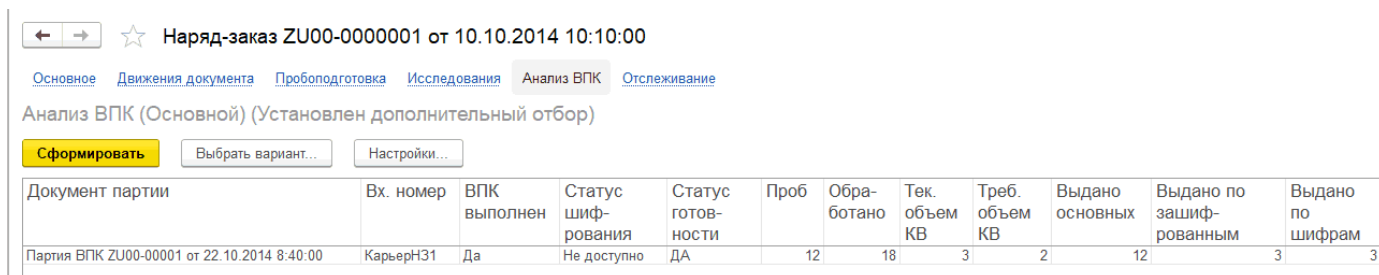 Наряд-заказ ZU00-0000001 от 10.10.2014 10:10:00
Основное Движения документа Пробоподготовка Исследования Анализ ВПК Отслеживание
Анализ ВПК (Основной) (Установлен дополнительный отбор)
Сформировать Выбрать вариант... Настройки...
Документ партии Вх. номер ВПК Статус Статус Проб Обра- Тек. Треб. Выдано Выдано по Выдано
выполнен шиф- готов- ботано объем объем основных зашиф- по
рования ности КВ КВ рованным шифрам
Партия ВПК ZU00-00001 от 22.10.2014 8:40:00 КарьерН31 Да Не доступно ДА 12 18 3 2 12 3 3